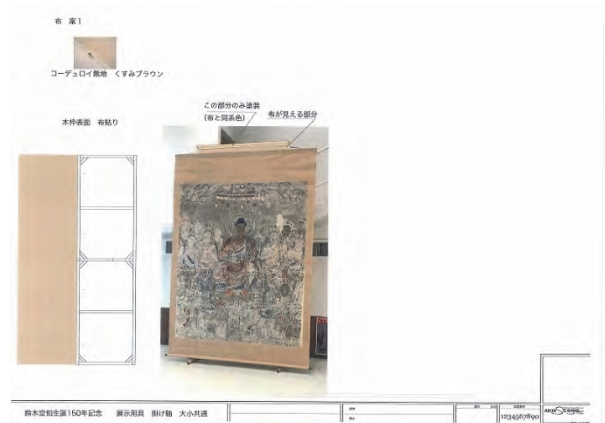 布 案1
コーデュロイ無地 くすみブラウン
この部分のみ塗装
(布と同系色)
布が見える部分
木枠表面 布貼り
鈴木空如生誕150年記念 展示用具 掛け軸 大小共通
1234567890